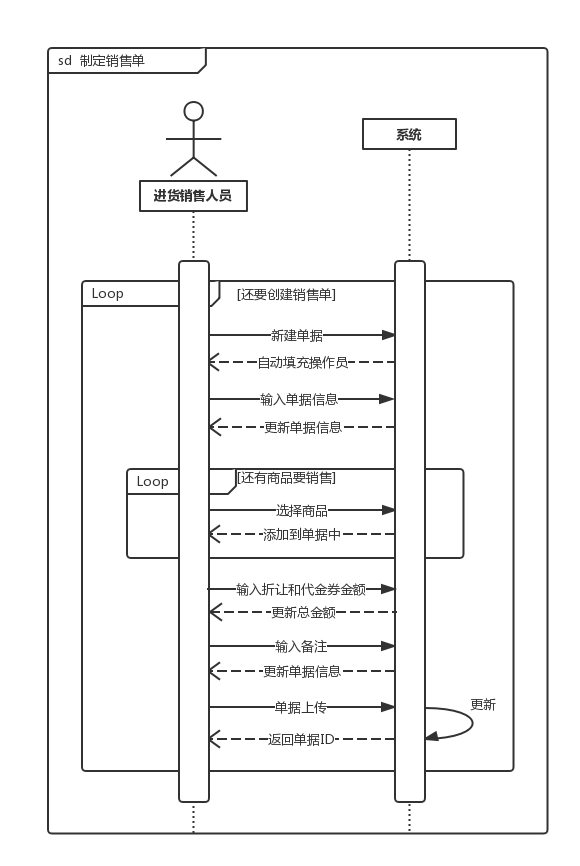 sd 制定销售单
系统
进货销售人员
Loop
[还要创建销售单]
新建单据
自动填充操作员
输入单据信息
更新单据信息
Loop
[还有商品要销售]
选择商品
添加到单据中
输入折让和代金券金额
更新总金额
输入备注
更新单据信息
单据上传
更新
返回单据ID